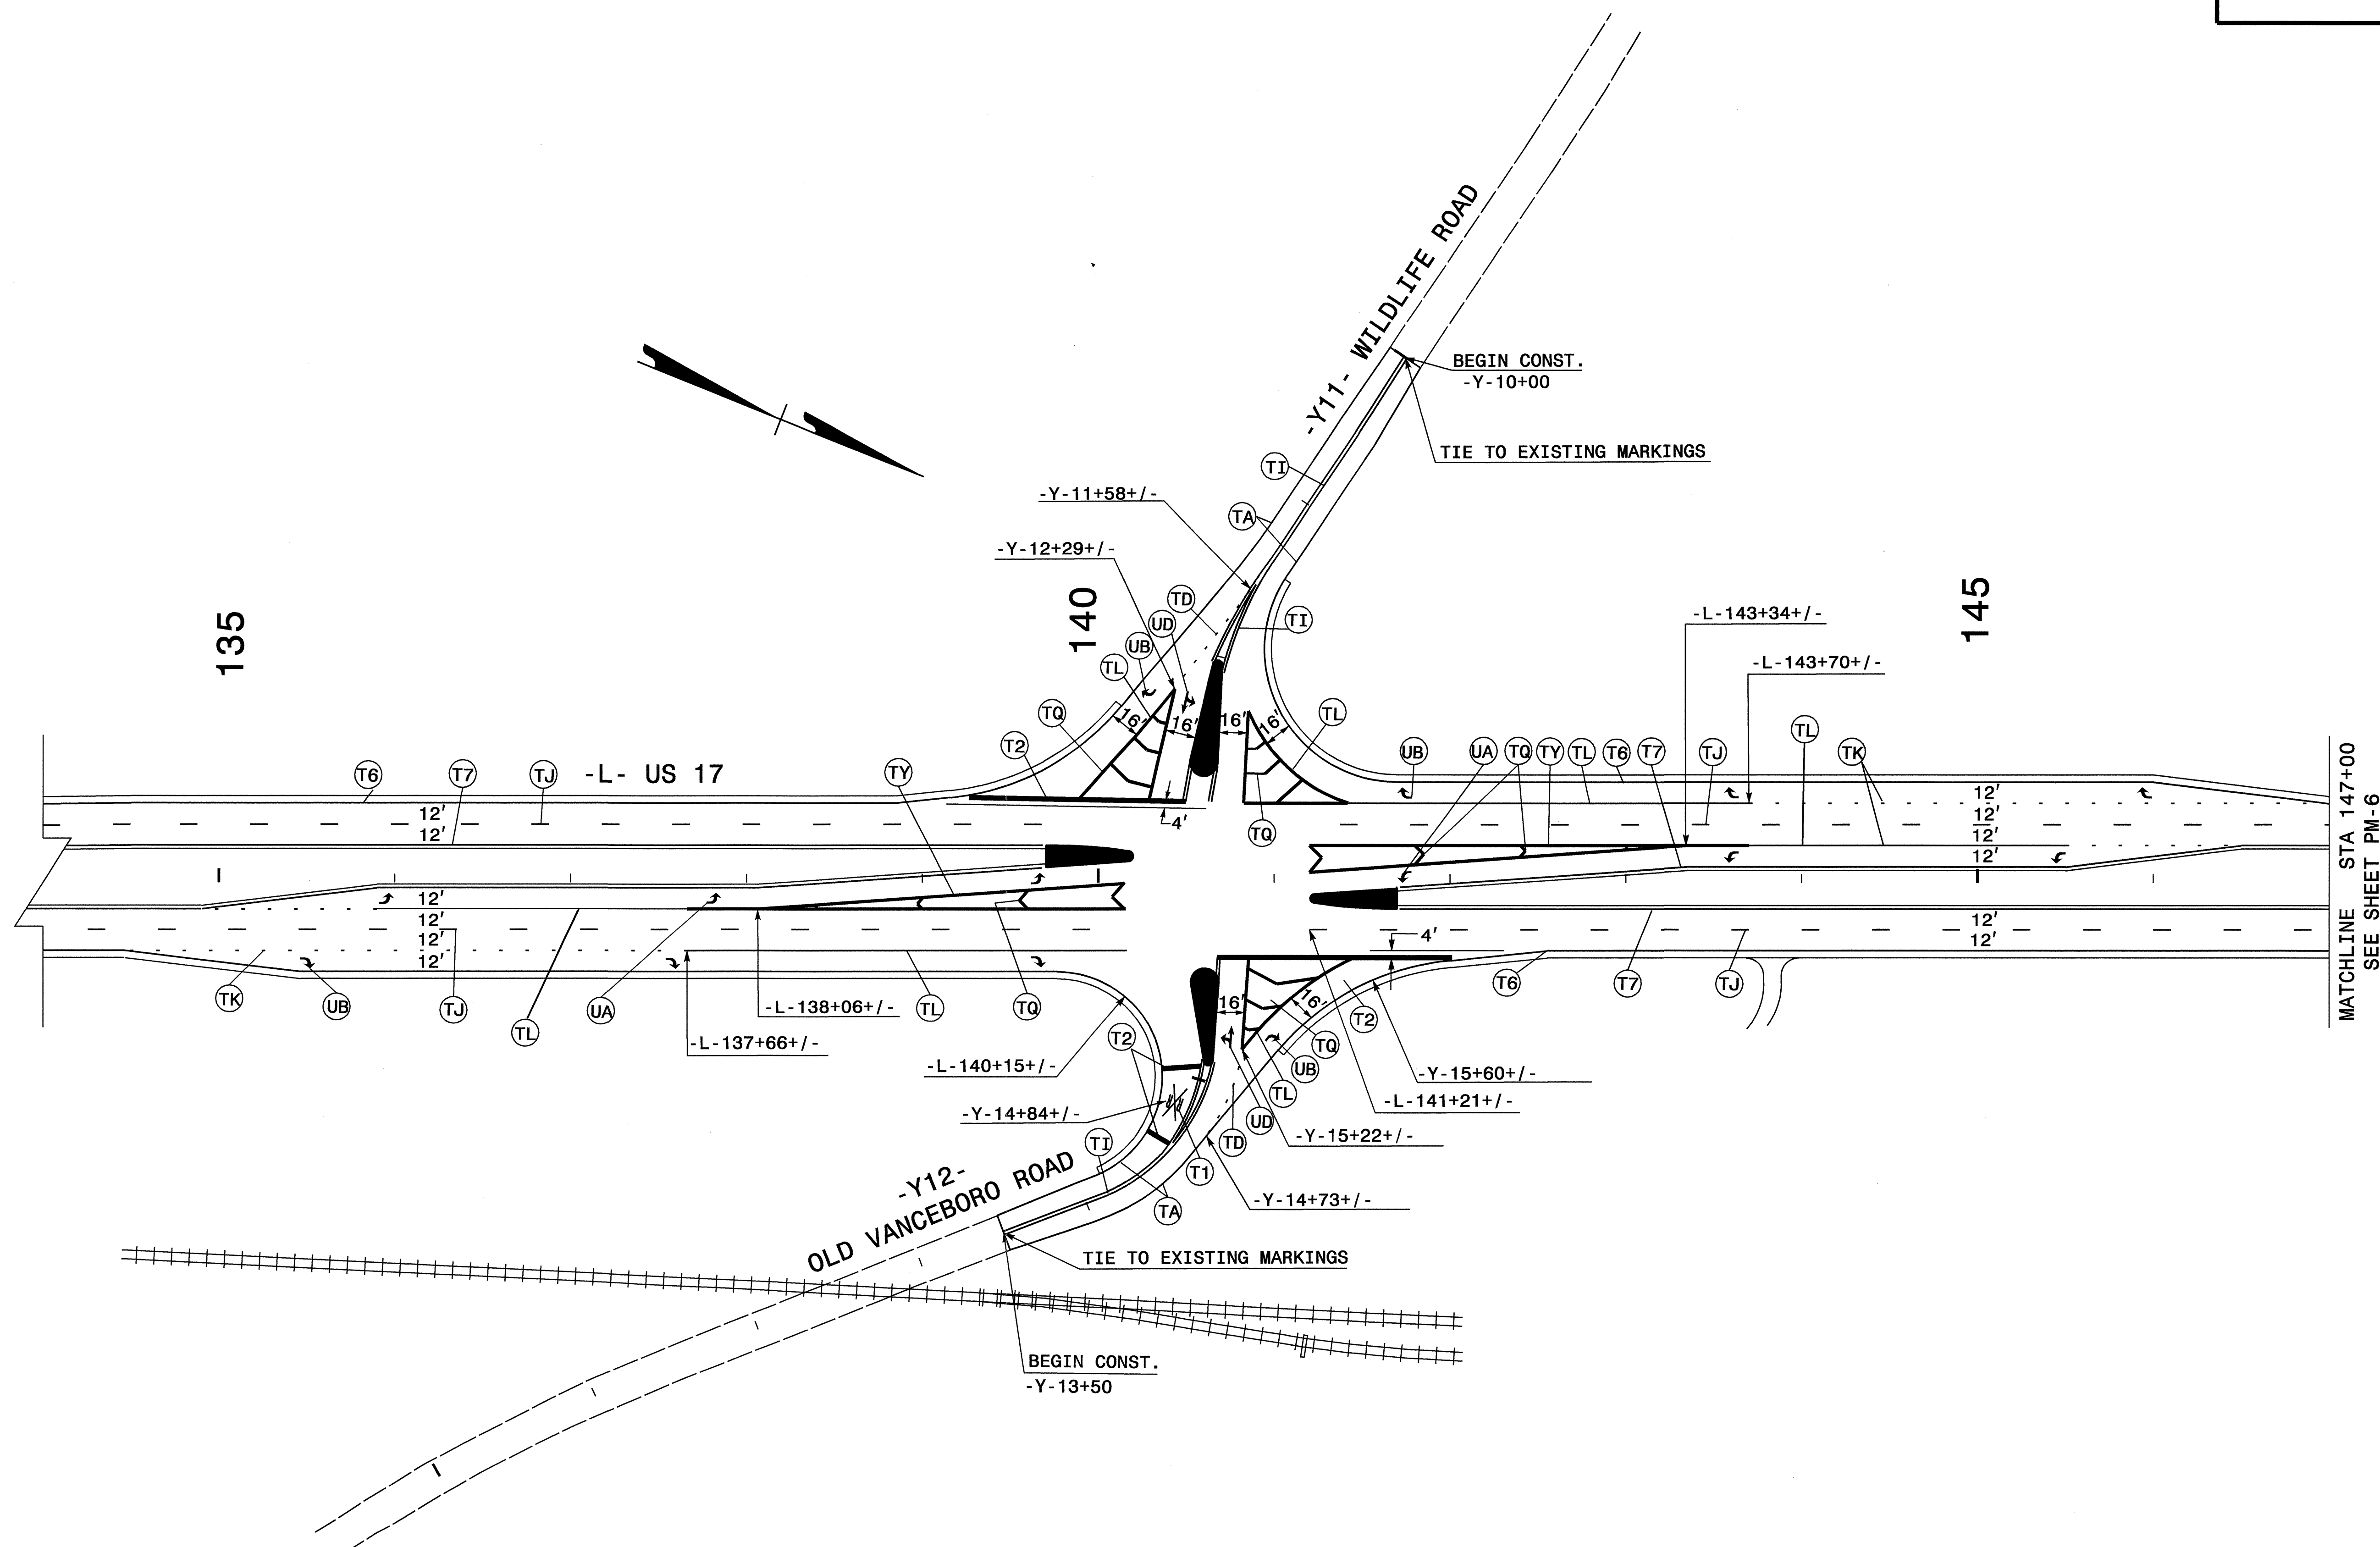 -Y11- WILDLIFE ROAD
BEGIN CONST.
-Y-10+00
TIE TO EXISTING MARKINGS
TI
-Y-11+58+/-
TA
-Y-12+29+/-
TD
UD
UB
TL
TI
135
140
145
-L-143+34+/-
-L-143+70+/-
TQ
T2
16'
16'
16'
16'
TL
T6
T7
TJ
-L- US 17
TY
UB
UA
TQ
TY
TL
T6
T7
TJ
TL
TK
12'
12'
4'
TQ
12'
12'
12'
12'
12'
12'
12'
12'
12'
12'
4'
MATCHLINE STA 147+00
SEE SHEET PM-6
TK
UB
TJ
TL
UA
-L-138+06+/-
TL
TQ
-L-137+66+/-
16'
16'
T2
TQ
UB
TL
UD
TD
T6
T7
TJ
T2
-L-140+15+/-
-Y-15+60+/-
-L-141+21+/-
-Y-14+84+/-
-Y-15+22+/-
TI
T1
-Y-14+73+/-
TA
-Y12-
OLD VANCEBORO ROAD
TIE TO EXISTING MARKINGS
BEGIN CONST.
-Y-13+50